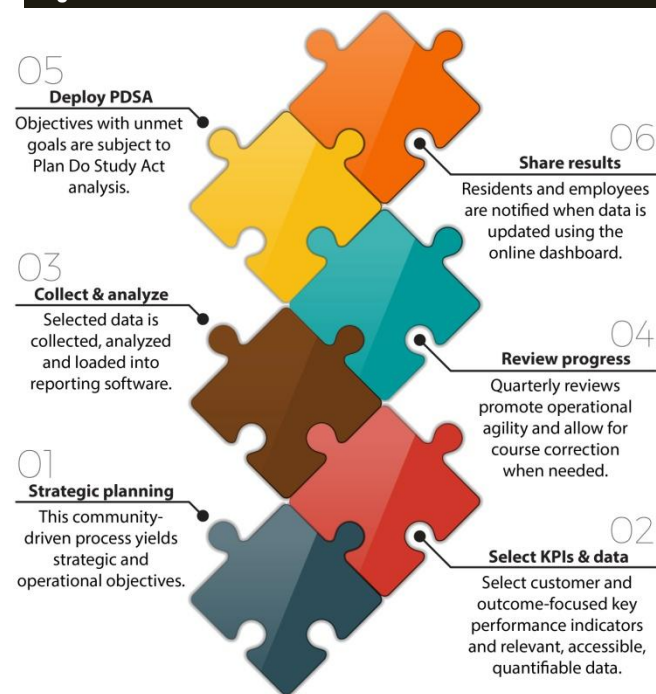 05
Deploy PDSA
Objectives with unmet
goals are subject to
Plan Do Study Act
analysis.
06
Share results
Residents and employees
are notified when data is
updated using the
online dashboard.
03
Collect & analyze
Selected data is
collected, analyzed
and loaded into
reporting software.
04
Review progress
Quarterly reviews
promote operational
agility and allow for
course correction
when needed.
01
Strategic planning
This community-
driven process yields
strategic and
operational objectives.
02
Select KPIs & data
Select customer and
outcome-focused key
performance indicators
and relevant, accessible,
quantifiable data.